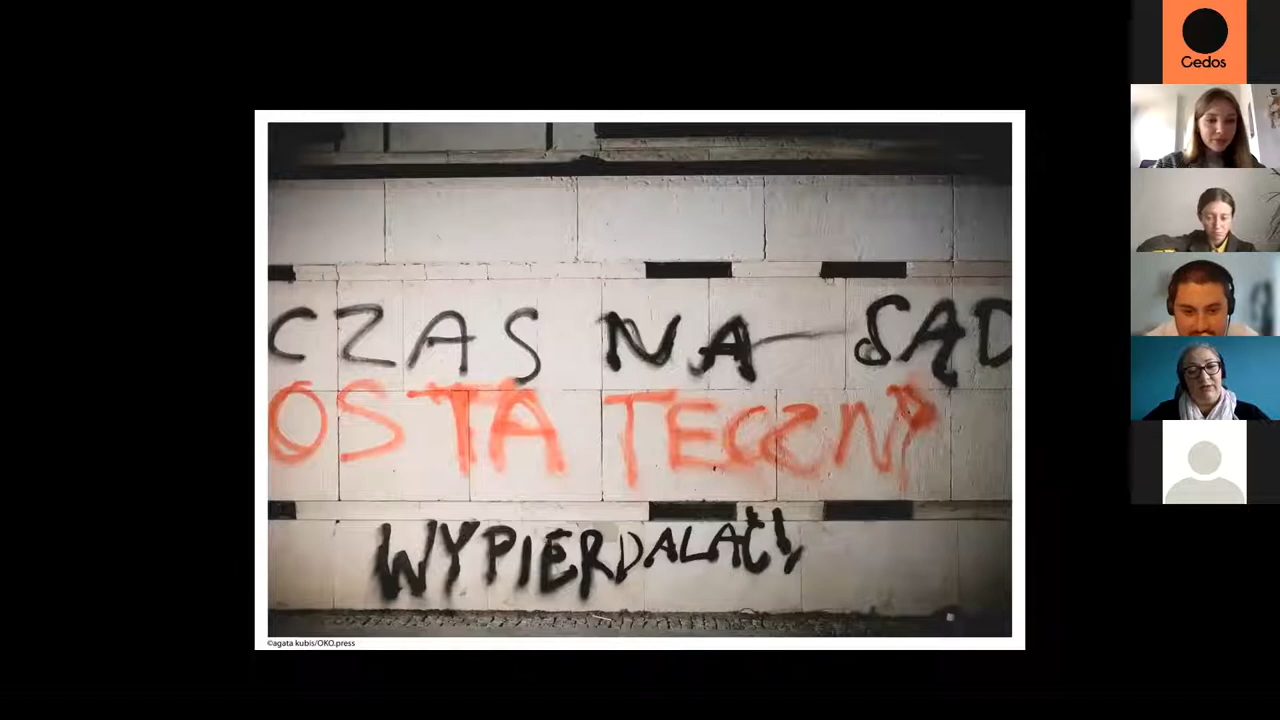 Cedos
CZAS NA SĄD
OSTATECZNY
WYPIERDALAĆ!
©agata kubis/OKO.press